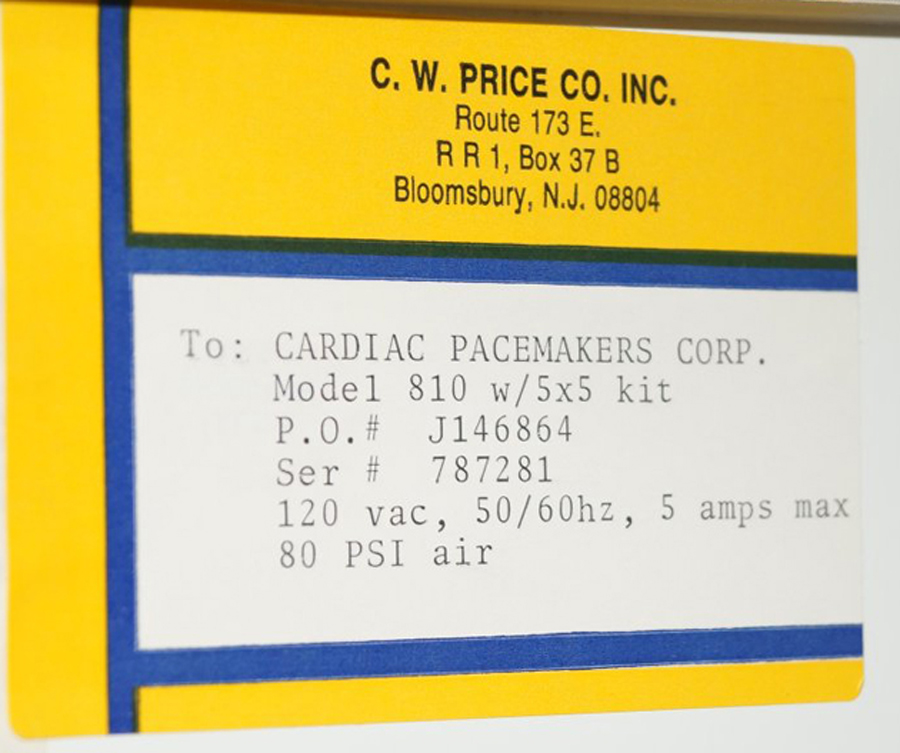 C. W. PRICE CO. INC.
Route 173 E.
R R 1, Box 37 B
Bloomsbury, N.J. 08804
To: CARDIAC PACEMAKERS CORP.
Model 810 w/5x5 kit
P.O.# J146864
Ser # 787281
120 vac, 50/60hz, 5 amps max
80 PSI air